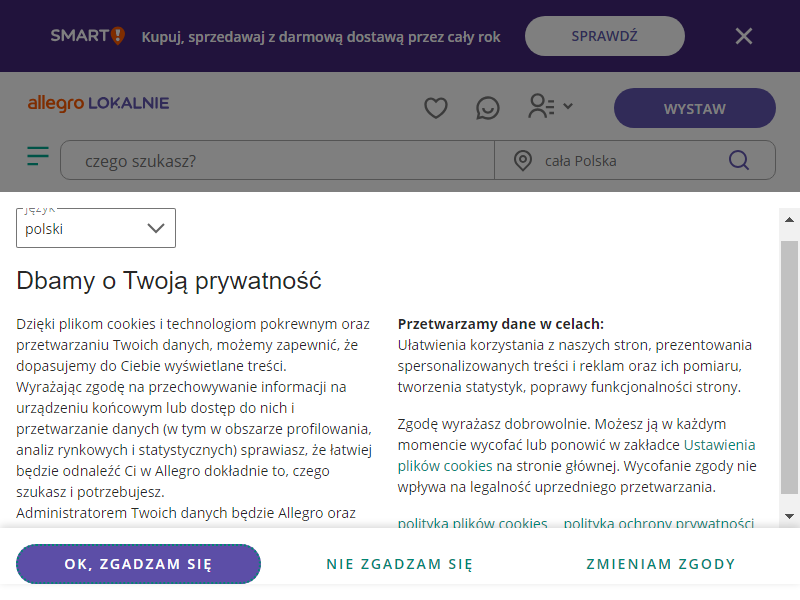 SMART! Kupuj, sprzedawaj z darmową dostawą przez cały rok SPRAWDŹ
allegro LOKALNIE
WYSTAW
czego szukasz?
cała Polska
język
polski
Dbamy o Twoją prywatność
Dzięki plikom cookies i technologiom pokrewnym oraz
przetwarzaniu Twoich danych, możemy zapewnić, że
dopasujemy do Ciebie wyświetlane treści.
Wyrażając zgodę na przechowywanie informacji na
urządzeniu końcowym lub dostęp do nich i
przetwarzanie danych (w tym w obszarze profilowania,
analiz rynkowych i statystycznych) sprawiasz, że łatwiej
będzie odnaleźć Ci w Allegro dokładnie to, czego
szukasz i potrzebujesz.
Administratorem Twoich danych będzie Allegro oraz
Przetwarzamy dane w celach:
Ułatwienia korzystania z naszych stron, prezentowania
spersonalizowanych treści i reklam oraz ich pomiaru,
tworzenia statystyk, poprawy funkcjonalności strony.
Zgodę wyrażasz dobrowolnie. Możesz ją w każdym
momencie wycofać lub ponowić w zakładce Ustawienia
plików cookies na stronie głównej. Wycofanie zgody nie
wpływa na legalność uprzedniego przetwarzania.
polityka plików cookies polityka ochrony prywatności
OK, ZGADZAM SIĘ
NIE ZGADZAM SIĘ
ZMIENIAM ZGODY